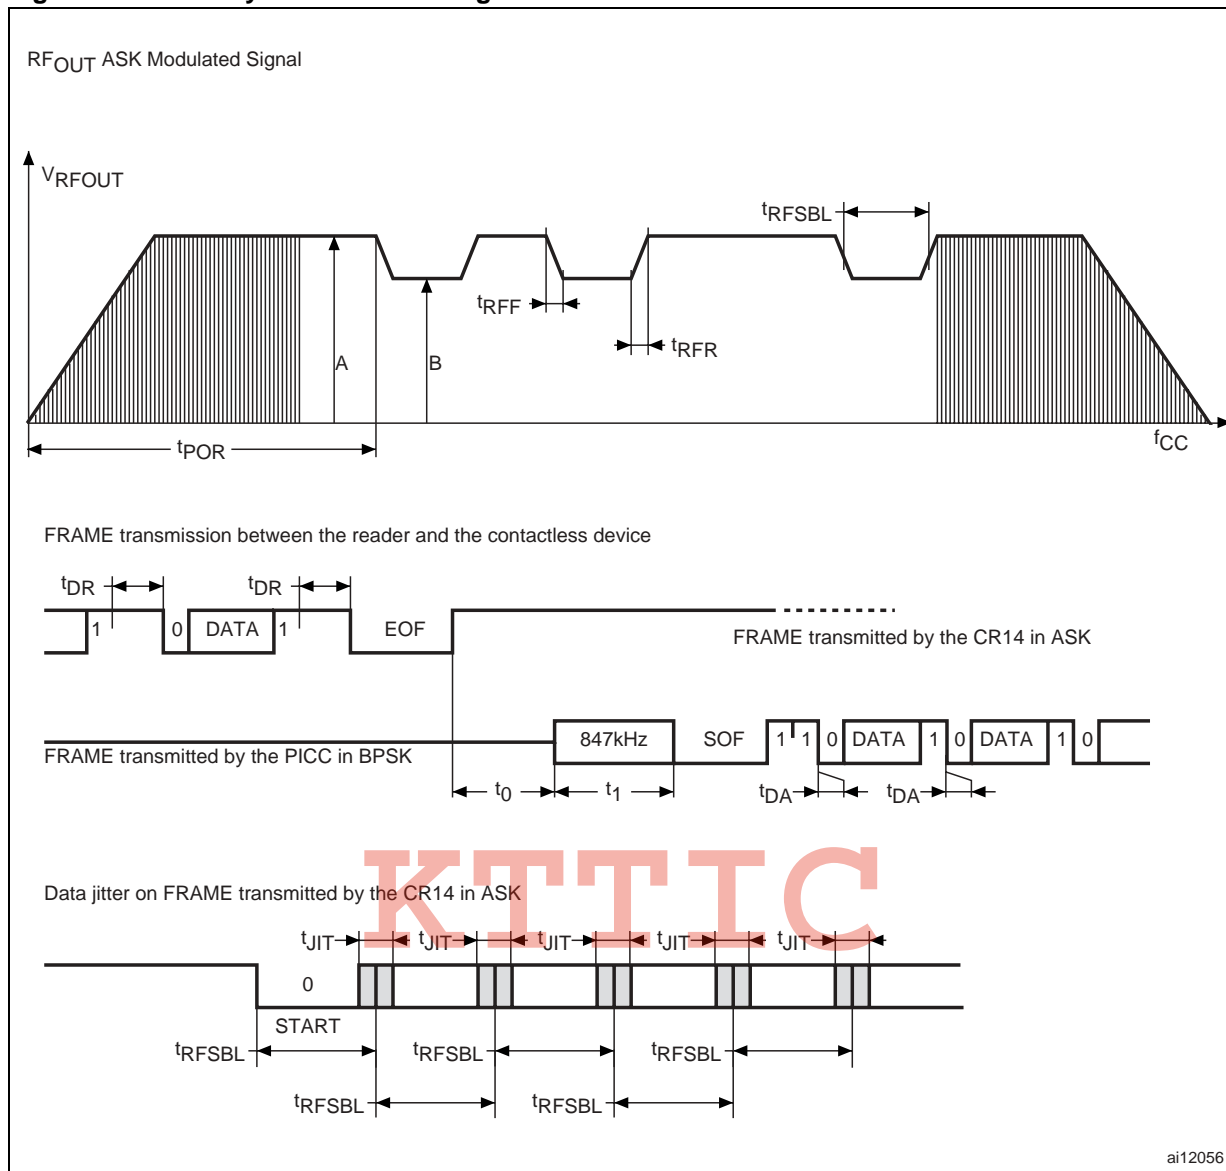 RFOUT ASK Modulated Signal
VRFOUT
tRFSBL
tRFF
A
B
tRFR
tPOR
fCC
FRAME transmission between the reader and the contactless device
tDR tDR
1 0 DATA 1 EOF
FRAME transmitted by the CR14 in ASK
847kHz SOF 1 1 0 DATA 1 0 DATA 1 0
FRAME transmitted by the PICC in BPSK
t0 t1 tDA tDA
KTTIC
Data jitter on FRAME transmitted by the CR14 in ASK
tJIT tJIT tJIT tJIT tJIT
0
START
tRFSBL tRFSBL tRFSBL
tRFSBL tRFSBL
ai12056